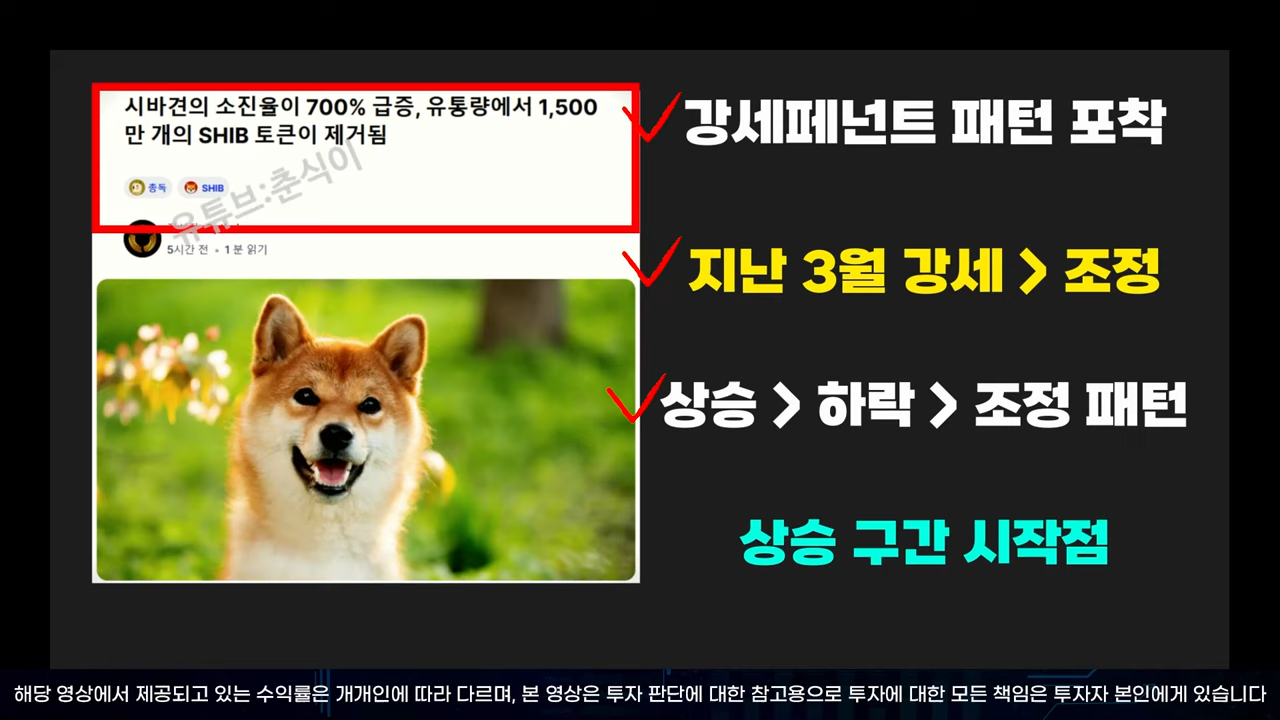 시바견의 소진율이 700% 급증, 유통량에서 1,500
만 개의 SHIB 토큰이 제거됨
총독 SHIB
유튜브:춘식이
5시간 전 • 1 분 읽기
강세페넌트 패턴 포착
지난 3월 강세 > 조정
상승 > 하락 > 조정 패턴
상승 구간 시작점
해당 영상에서 제공되고 있는 수익률은 개개인에 따라 다르며, 본 영상은 투자 판단에 대한 참고용으로 투자에 대한 모든 책임은 투자자 본인에게 있습니다